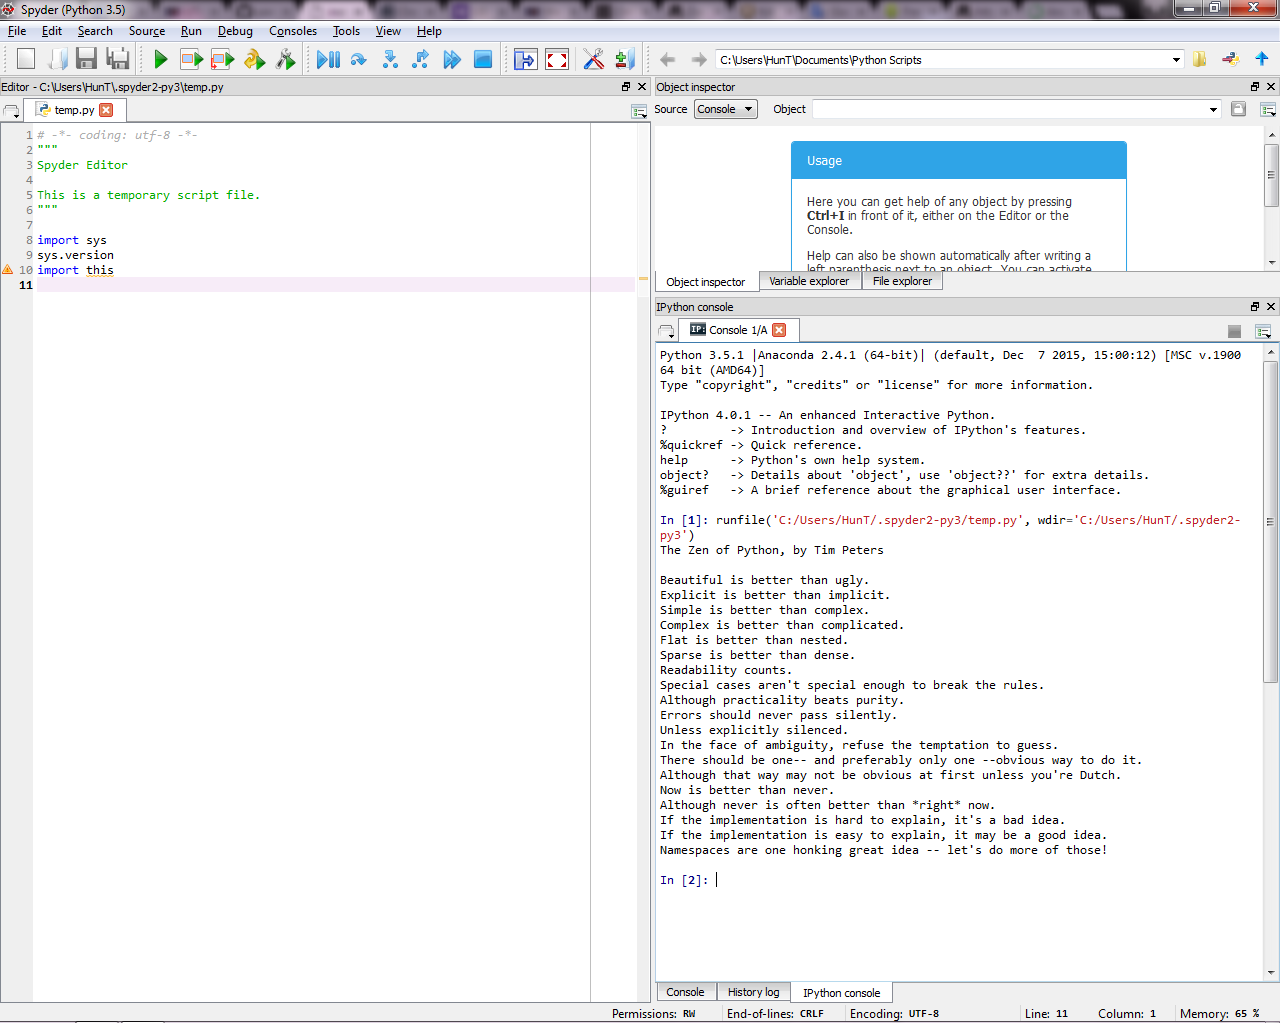 Spyder (Python 3.5)
File Edit Search Source Run Debug Consoles Tools View Help
C:\Users\HunT\Documents\Python Scripts
Editor - C:\Users\HunT\.spyder2-py3\temp.py
temp.py
1 # -*- coding: utf-8 -*-
2 """
3 Spyder Editor
4
5 This is a temporary script file.
6 """
7
8 import sys
9 sys.version
10 import this
11
Object inspector
Source Console Object
Usage
Here you can get help of any object by pressing
Ctrl+I in front of it, either on the Editor or the
Console.
Help can also be shown automatically after writing a
left parenthesis next to an object. You can activate
Object inspector Variable explorer File explorer
IPython console
IP: Console 1/A
Python 3.5.1 |Anaconda 2.4.1 (64-bit)| (default, Dec  7 2015, 15:00:12) [MSC v.1900
64 bit (AMD64)]
Type "copyright", "credits" or "license" for more information.
IPython 4.0.1 -- An enhanced Interactive Python.
?         -> Introduction and overview of IPython's features.
%quickref -> Quick reference.
help      -> Python's own help system.
object?   -> Details about 'object', use 'object??' for extra details.
%guiref   -> A brief reference about the graphical user interface.
In [1]: runfile('C:/Users/HunT/.spyder2-py3/temp.py', wdir='C:/Users/HunT/.spyder2-
py3')
The Zen of Python, by Tim Peters
Beautiful is better than ugly.
Explicit is better than implicit.
Simple is better than complex.
Complex is better than complicated.
Flat is better than nested.
Sparse is better than dense.
Readability counts.
Special cases aren't special enough to break the rules.
Although practicality beats purity.
Errors should never pass silently.
Unless explicitly silenced.
In the face of ambiguity, refuse the temptation to guess.
There should be one-- and preferably only one --obvious way to do it.
Although that way may not be obvious at first unless you're Dutch.
Now is better than never.
Although never is often better than *right* now.
If the implementation is hard to explain, it's a bad idea.
If the implementation is easy to explain, it may be a good idea.
Namespaces are one honking great idea -- let's do more of those!
In [2]:
Console History log IPython console
Permissions: RW End-of-lines: CRLF Encoding: UTF-8 Line: 11 Column: 1 Memory: 65 %